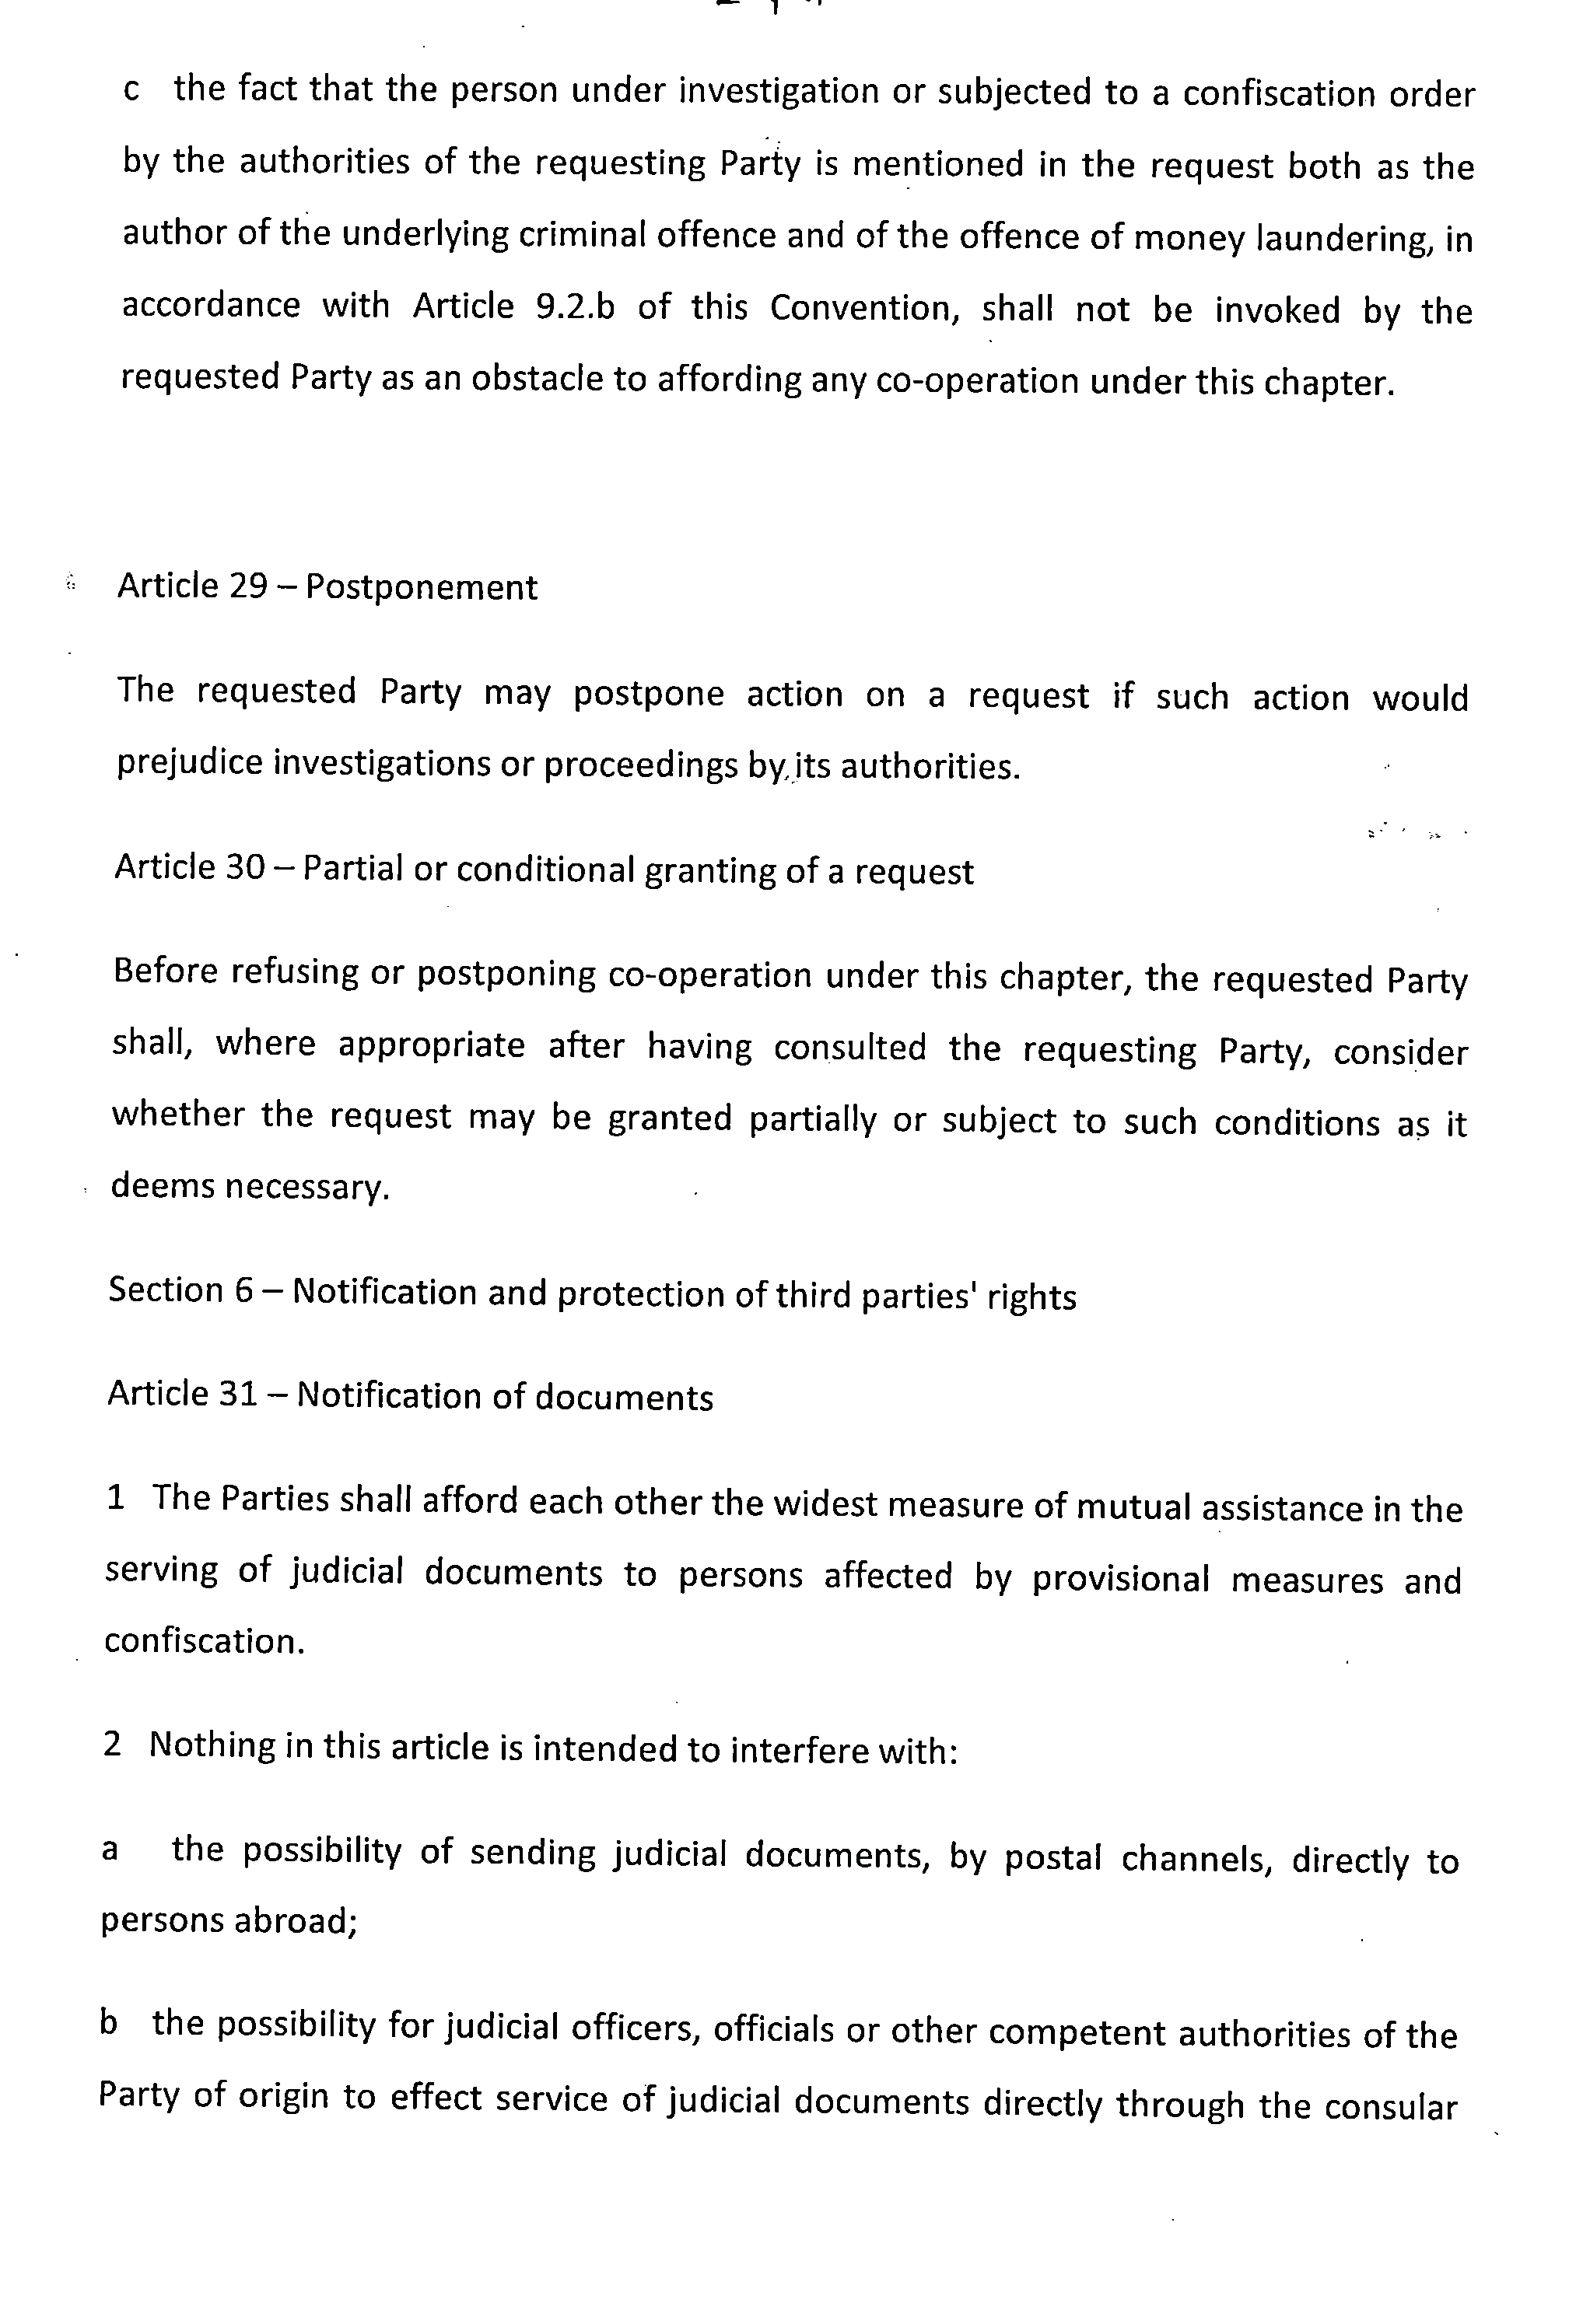 c the fact that the person under investigation or subjected to a confiscation order
by the authorities of the requesting Party is mentioned in the request both as the
author of the underlying criminal offence and of the offence of money laundering, in
accordance with Article 9.2.b of this Convention, shall not be invoked by the
requested Party as an obstacle to affording any co-operation under this chapter.
Article 29 – Postponement
The requested Party may postpone action on a request if such action would
prejudice investigations or proceedings by its authorities.
Article 30 – Partial or conditional granting of a request
Before refusing or postponing co-operation under this chapter, the requested Party
shall, where appropriate after having consulted the requesting Party, consider
whether the request may be granted partially or subject to such conditions as it
deems necessary.
Section 6 – Notification and protection of third parties' rights
Article 31 – Notification of documents
1 The Parties shall afford each other the widest measure of mutual assistance in the
serving of judicial documents to persons affected by provisional measures and
confiscation.
2 Nothing in this article is intended to interfere with:
a the possibility of sending judicial documents, by postal channels, directly to
persons abroad;
b the possibility for judicial officers, officials or other competent authorities of the
Party of origin to effect service of judicial documents directly through the consular